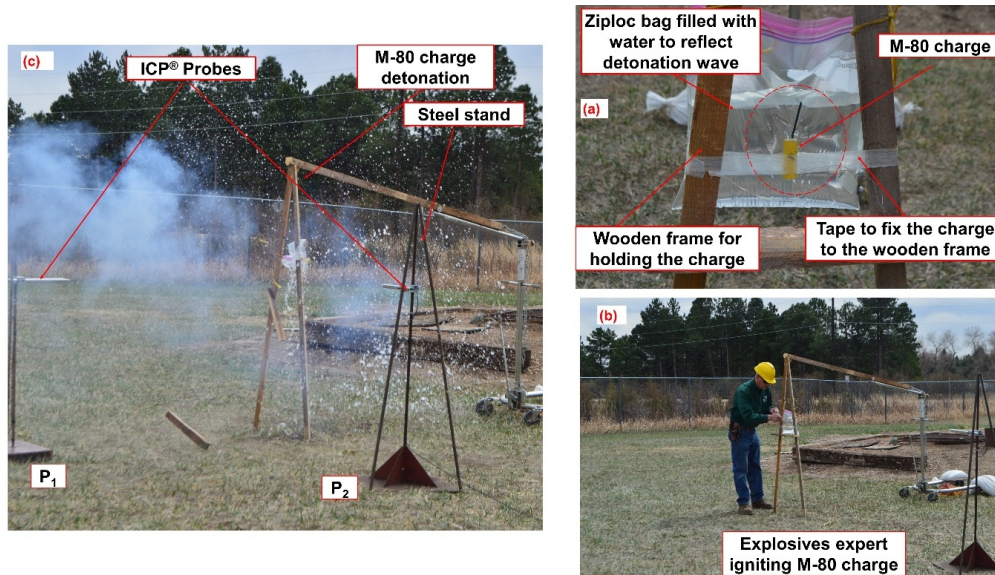 (c)
ICP® Probes
M-80 charge
detonation
Steel stand
P1
P2
Ziploc bag filled with
water to reflect
detonation wave
M-80 charge
(a)
Wooden frame for
holding the charge
Tape to fix the charge
to the wooden frame
(b)
Explosives expert
igniting M-80 charge